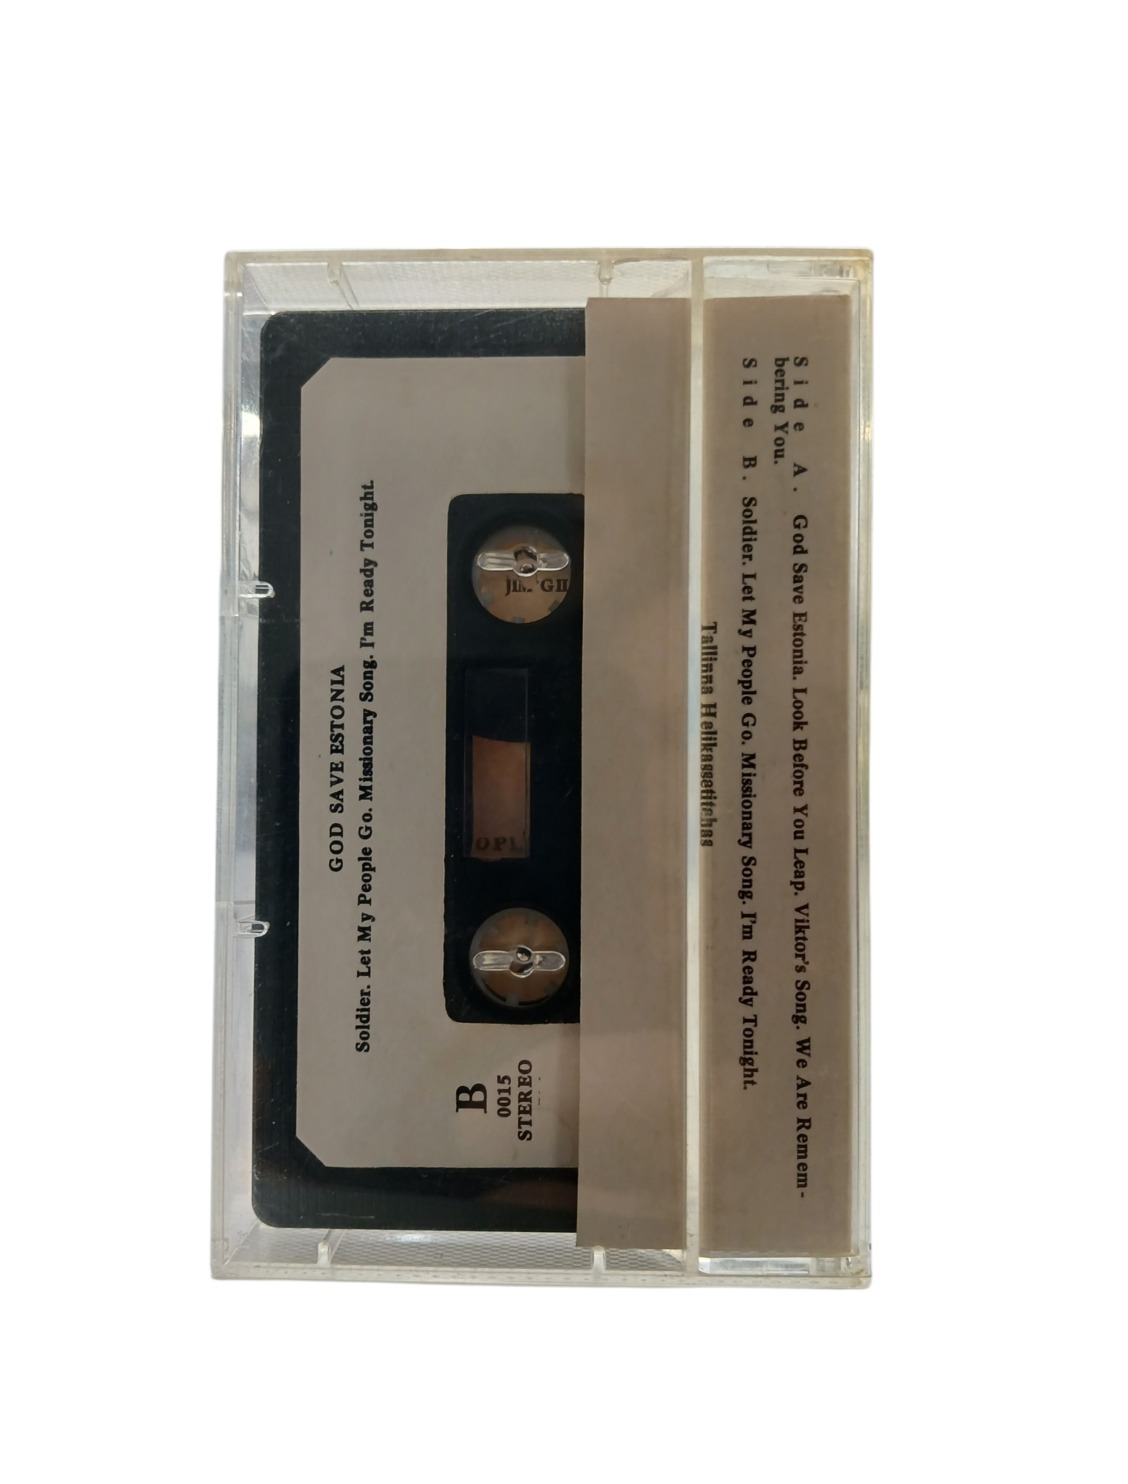 GOD SAVE ESTONIA
Soldier. Let My People Go. Missionary Song. I'm Ready Tonight.
B
0015
STEREO
Side A. God Save Estonia. Look Before You Leap. Viktor's Song. We Are Remem-
bering You.
Side B. Soldier. Let My People Go. Missionary Song. I'm Ready Tonight.
Tallinna Helikassetitehas